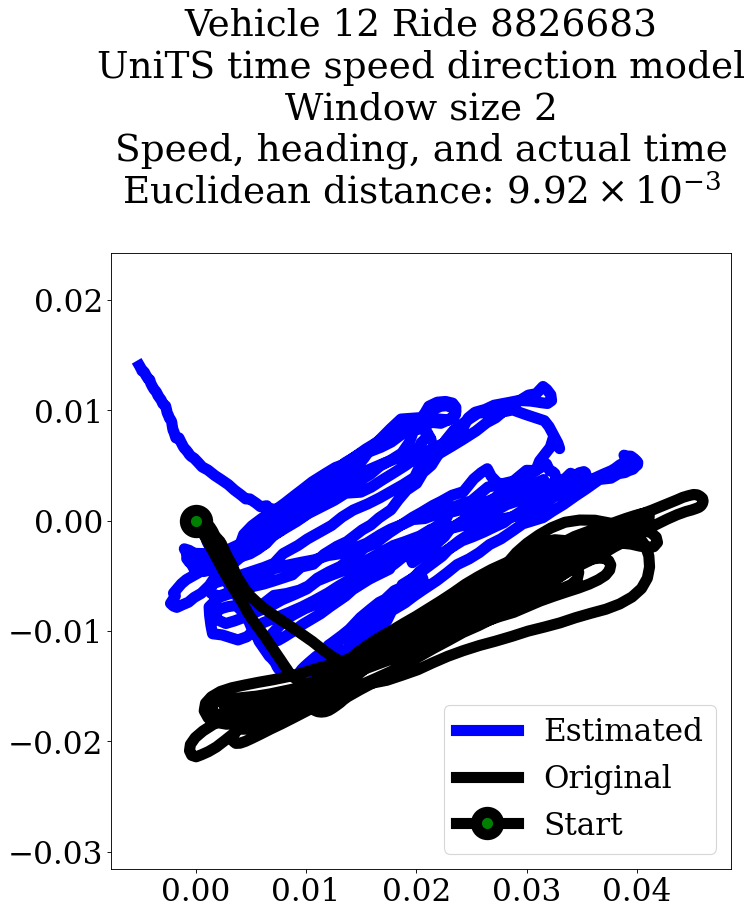 Vehicle 12 Ride 8826683
UniTS time speed direction model
Window size 2
Speed, heading, and actual time
Euclidean distance: 9.92 × 10⁻³
0.02
0.01
0.00
−0.01
−0.02
−0.03
Estimated
Original
Start
0.00 0.01 0.02 0.03 0.04